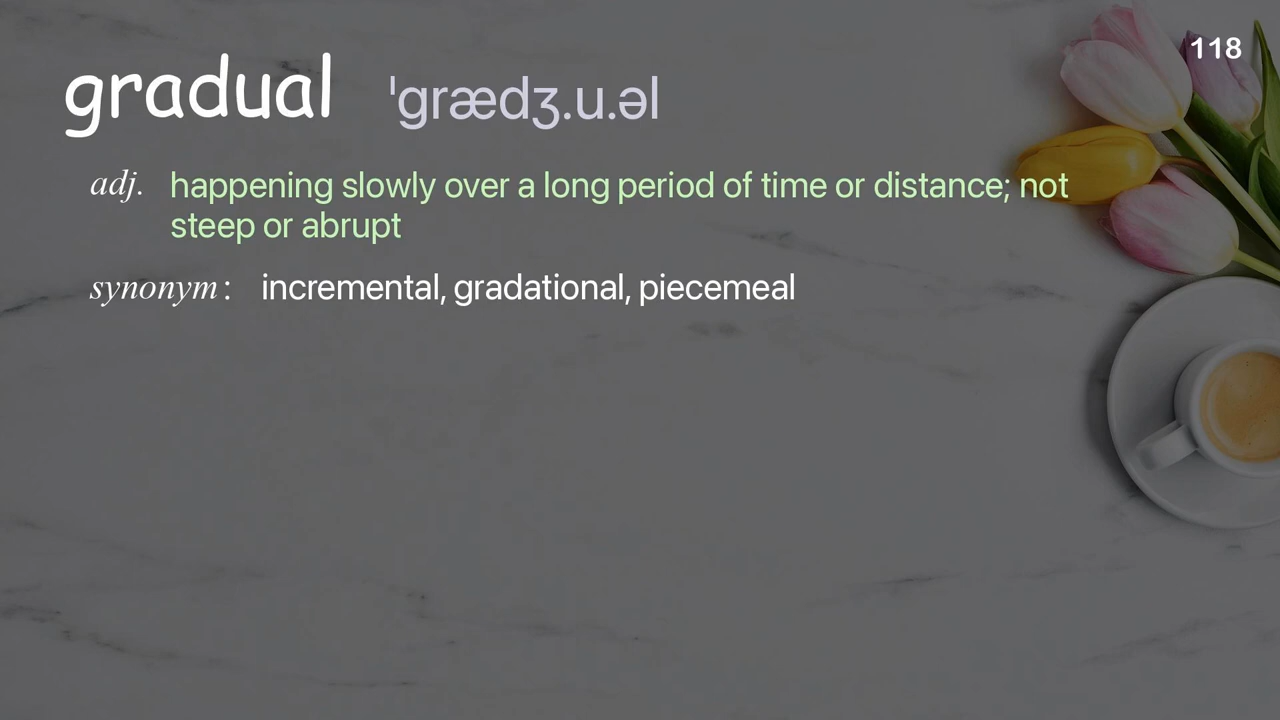 118
gradual ˈɡrædʒ.u.əl
adj. happening slowly over a long period of time or distance; not
steep or abrupt
synonym : incremental, gradational, piecemeal